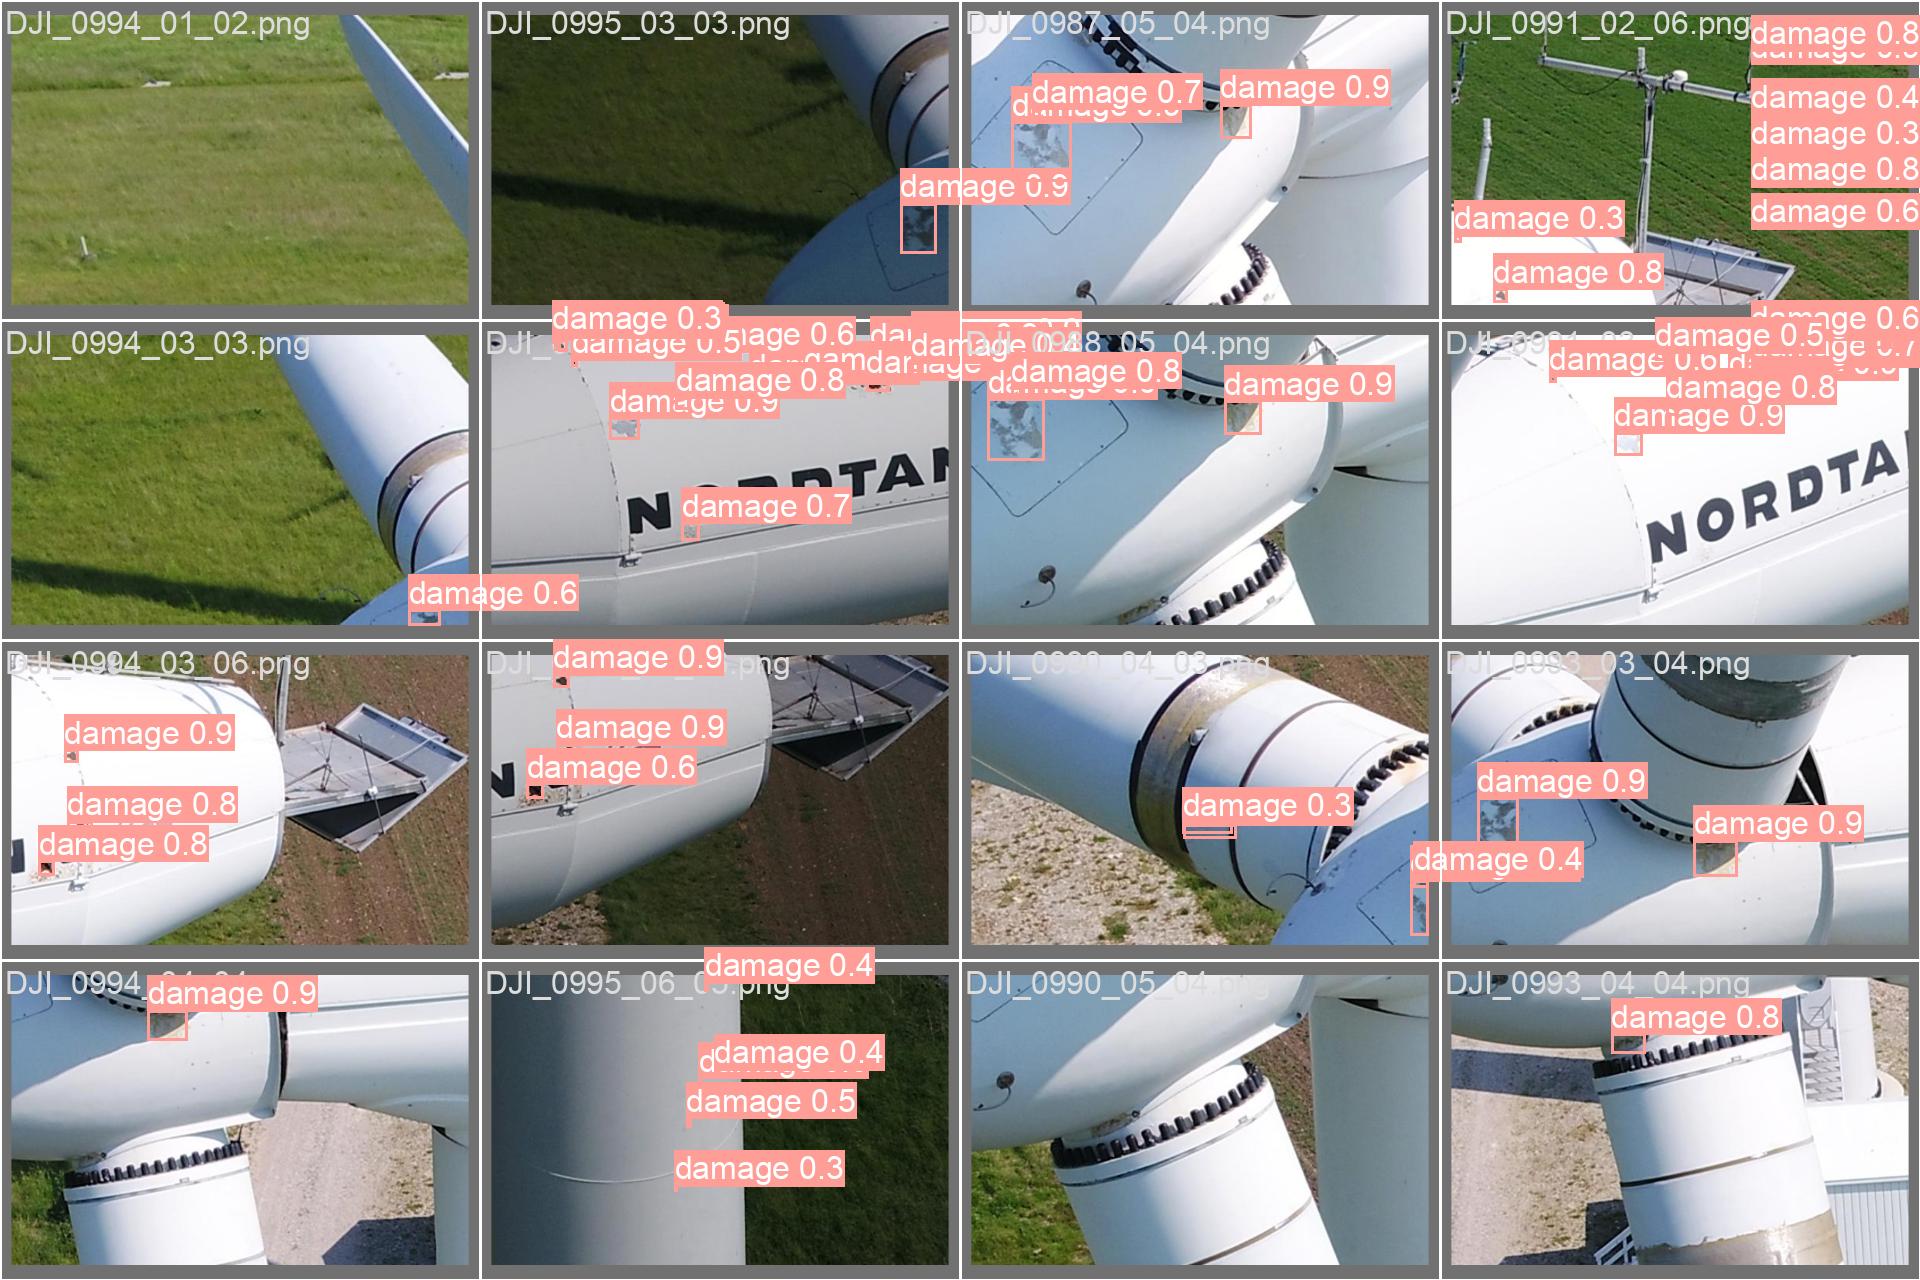 DJI_0994_01_02.png
DJI_0995_03_03.png
damage 0.9
DJI_0987_05_04.png
damage 0.7
damage 0.9
DJI_0991_02_06.png
damage 0.8
damage 0.4
damage 0.3
damage 0.8
damage 0.6
damage 0.3
damage 0.8
DJI_0994_03_03.png
damage 0.6
damage 0.3
damage 0.5
damage 0.8
damage 0.9
damage 0.7
NORDTAN
DJI_0988_05_04.png
damage 0.8
damage 0.9
damage 0.6
damage 0.5
damage 0.6
damage 0.7
damage 0.8
damage 0.9
NORDTA
DJI_0994_03_06.png
damage 0.9
damage 0.8
damage 0.8
damage 0.9
damage 0.9
damage 0.6
N
DJI_0990_04_03.png
damage 0.3
damage 0.4
DJI_0993_03_04.png
damage 0.9
damage 0.9
DJI_0994_04_04.png
damage 0.9
DJI_0995_06_05.png
damage 0.4
damage 0.4
damage 0.5
damage 0.3
DJI_0990_05_04.png
DJI_0993_04_04.png
damage 0.8